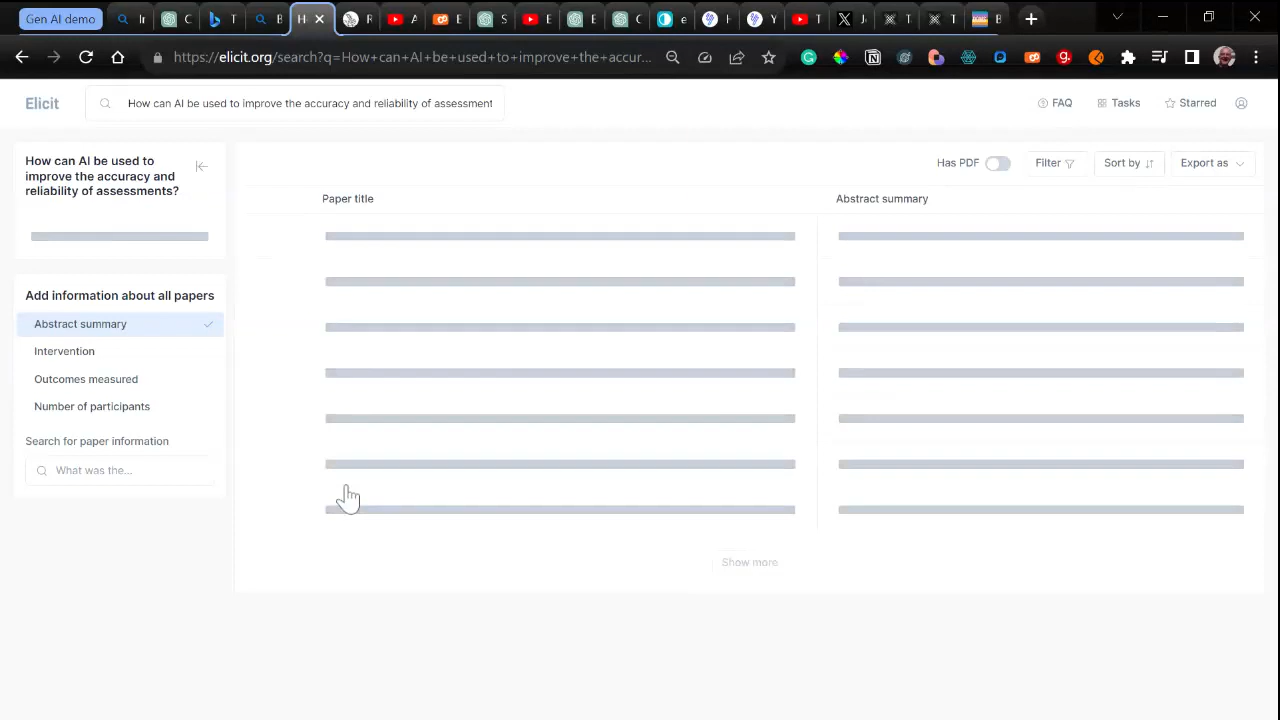 Gen AI demo
Ir
C
T
B
H
R
A
E
S
E
E
C
e
H
Y
T
X
T
T
B
https://elicit.org/search?q=How+can+AI+be+used+to+improve+the+accur...
Elicit
How can AI be used to improve the accuracy and reliability of assessment
FAQ
Tasks
Starred
How can AI be used to
improve the accuracy and
reliability of assessments?
Has PDF
Filter
Sort by
Export as
Paper title
Abstract summary
Add information about all papers
Abstract summary
Intervention
Outcomes measured
Number of participants
Search for paper information
What was the...
Show more